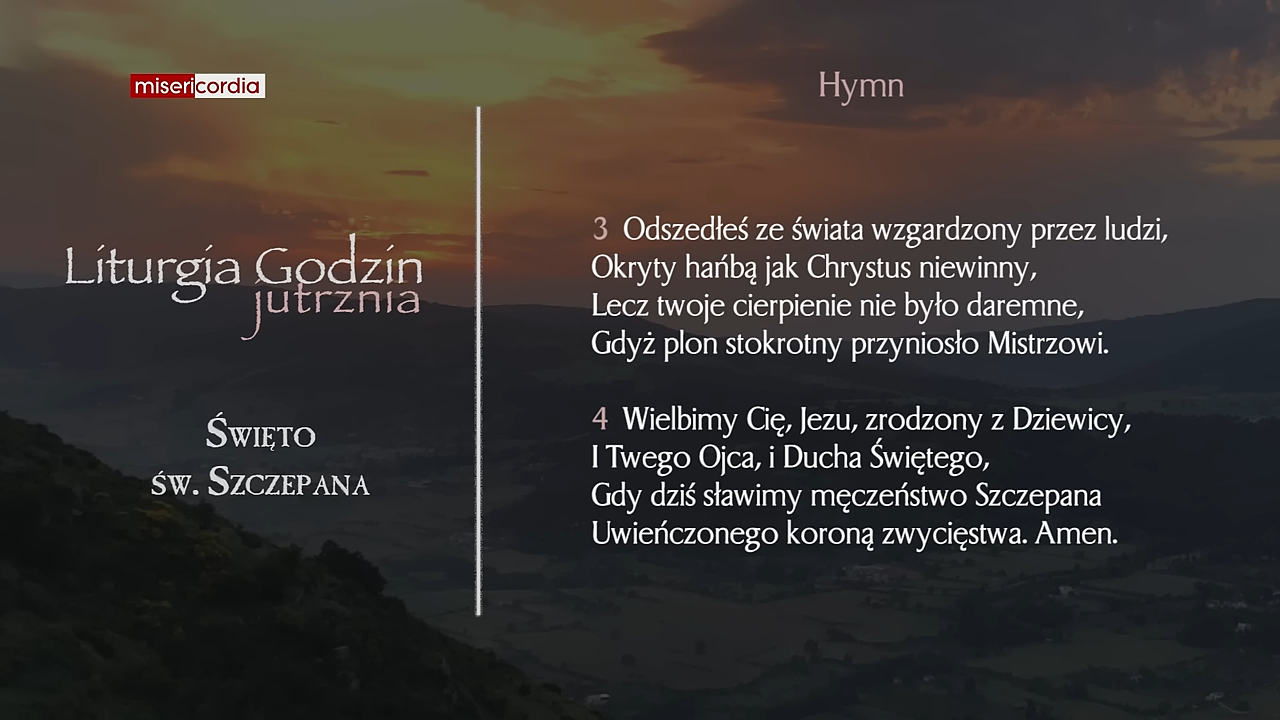 misericordia
Liturgia Godzin
jutrznia
Święto
św. Szczepana
Hymn
3 Odszedłeś ze świata wzgardzony przez ludzi,
Okryty hańbą jak Chrystus niewinny,
Lecz twoje cierpienie nie było daremne,
Gdyż plon stokrotny przyniosło Mistrzowi.
4 Wielbimy Cię, Jezu, zrodzony z Dziewicy,
I Twego Ojca, i Ducha Świętego,
Gdy dziś sławimy męczeństwo Szczepana
Uwieńczonego koroną zwycięstwa. Amen.